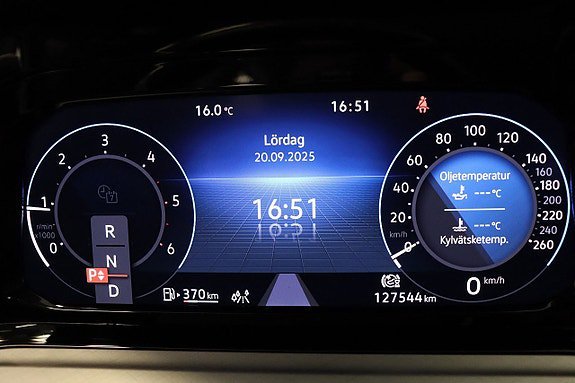 16.0 °C
16:51
Lördag
20.09.2025
16:51
0
1
2
3
4
5
6
r/min
x1000
7
R
N
D
P
370 km
0
20
40
60
80
100
120
140
160
180
200
220
240
260
km/h
Oljetemperatur
--- °C
--- °C
Kylvätsketemp.
0 km/h
127544 km